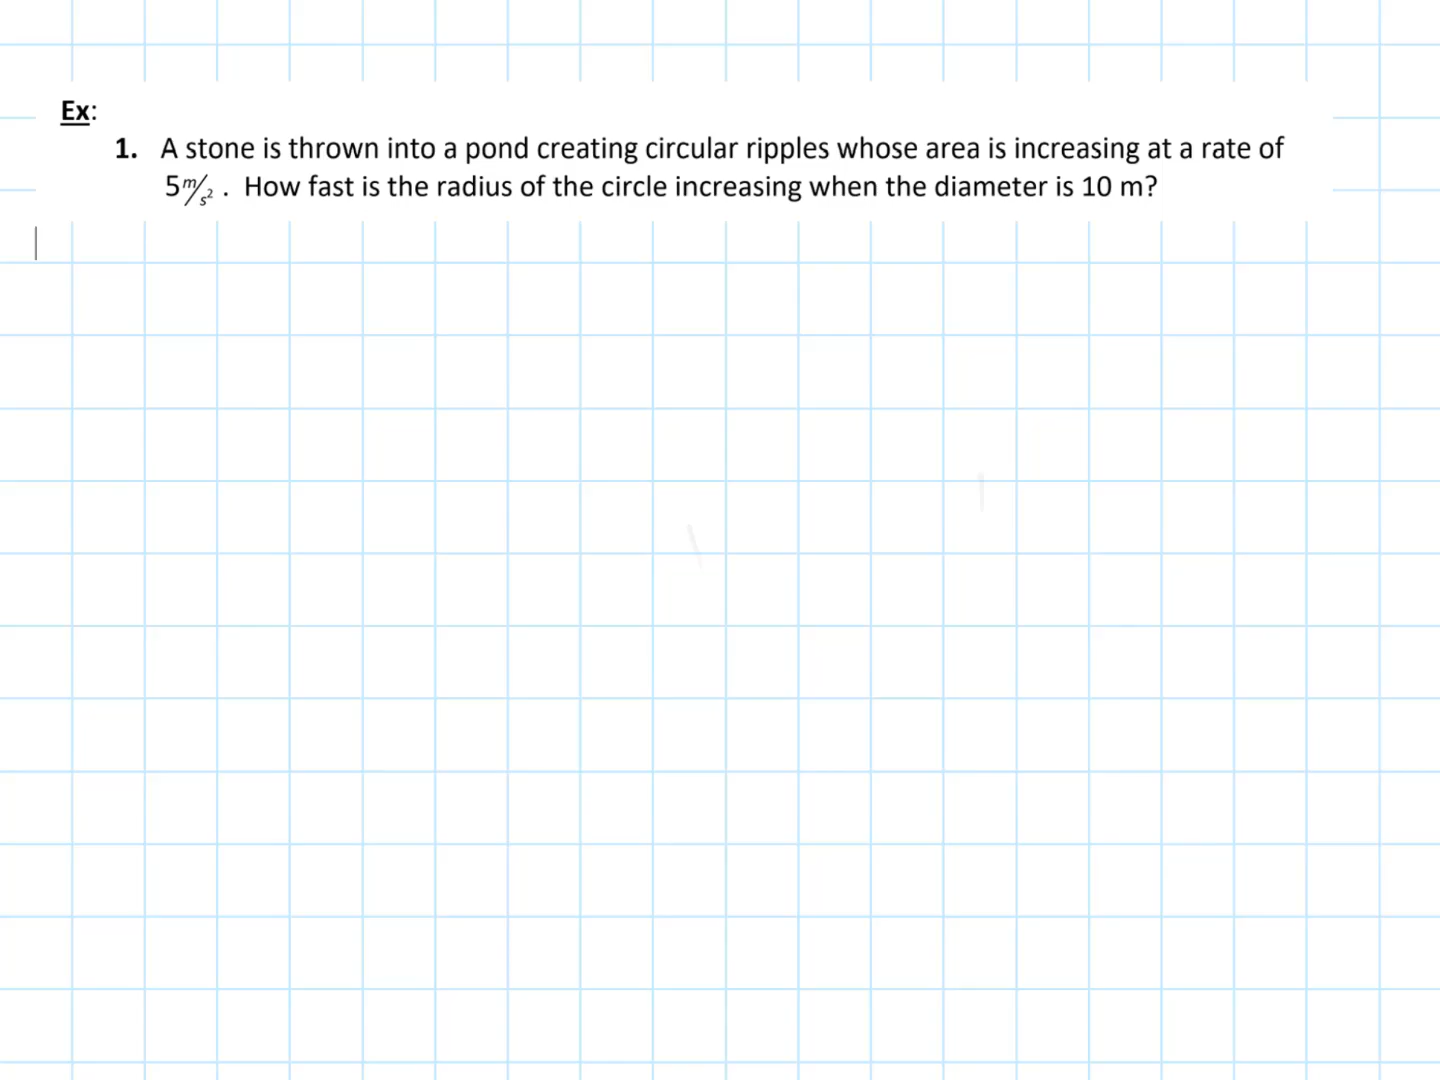 Ex:
1. A stone is thrown into a pond creating circular ripples whose area is increasing at a rate of
5 m/s². How fast is the radius of the circle increasing when the diameter is 10 m?